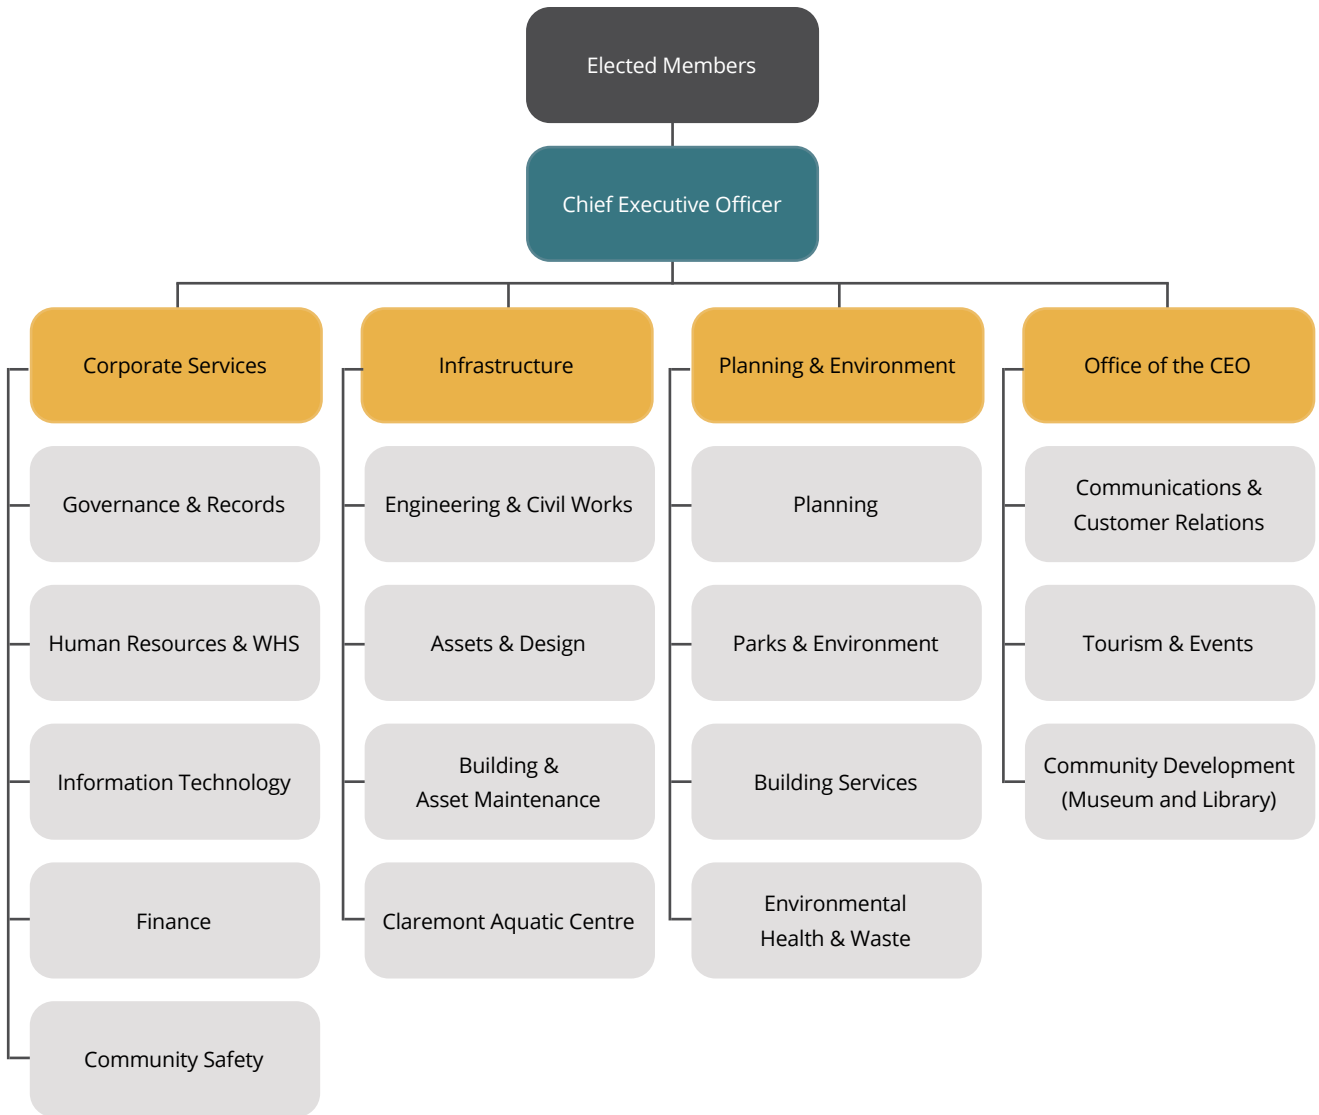 Elected Members
Chief Executive Officer
Corporate Services
Infrastructure
Planning & Environment
Office of the CEO
Governance & Records
Engineering & Civil Works
Planning
Communications &
Customer Relations
Human Resources & WHS
Assets & Design
Parks & Environment
Tourism & Events
Information Technology
Building &
Asset Maintenance
Building Services
Community Development
(Museum and Library)
Finance
Claremont Aquatic Centre
Environmental
Health & Waste
Community Safety